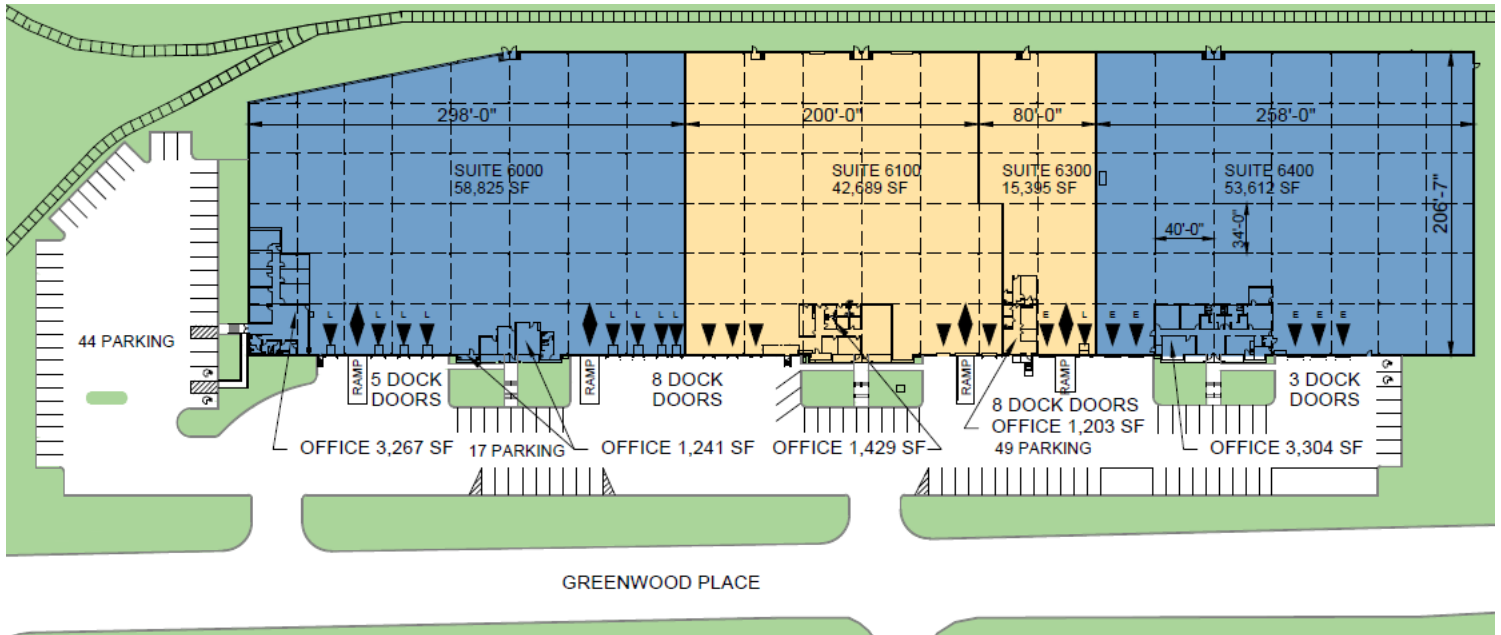 298'-0"
200'-0"
80'-0"
258'-0"
SUITE 6000
58,825 SF
SUITE 6100
42,689 SF
SUITE 6300
15,395 SF
SUITE 6400
53,612 SF
206'-7"
40'-0"
34'-0"
L
L
L
L
L
L
L
L
E
L
E
E
E
E
E
44 PARKING
RAMP
5 DOCK
DOORS
RAMP
8 DOCK
DOORS
RAMP
RAMP
8 DOCK DOORS
OFFICE 1,203 SF
49 PARKING
3 DOCK
DOORS
OFFICE 3,267 SF
17 PARKING
OFFICE 1,241 SF
OFFICE 1,429 SF
OFFICE 3,304 SF
GREENWOOD PLACE